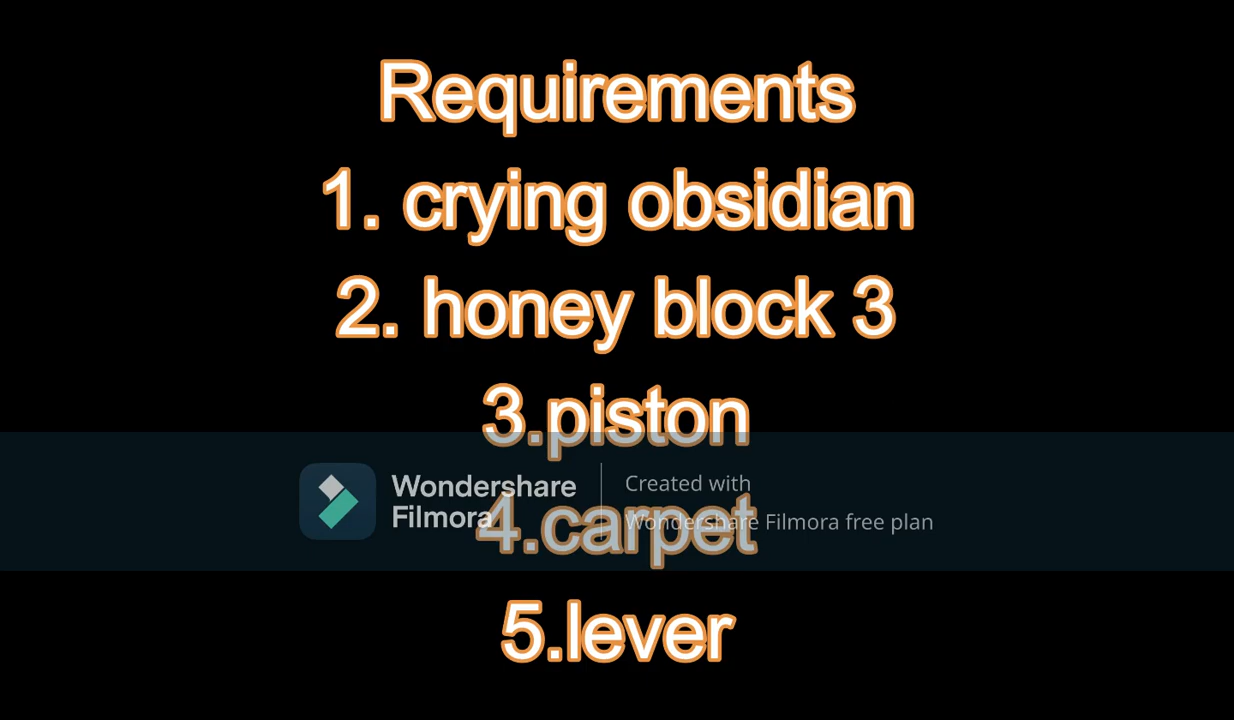 Requirements
1. crying obsidian
2. honey block 3
3.piston
Wondershare
Filmora
Created with
Wondershare Filmora free plan
4.carpet
5.lever